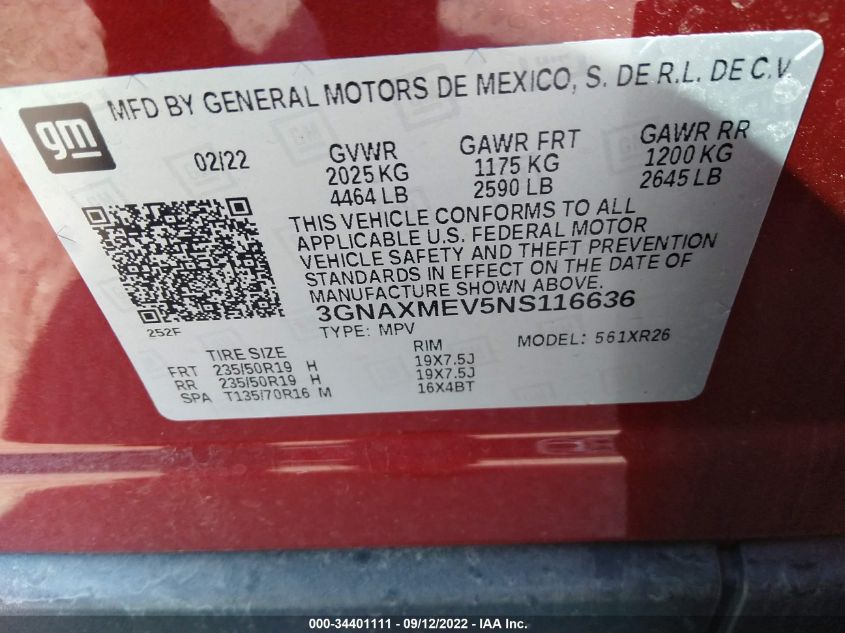 gm
MFD BY GENERAL MOTORS DE MEXICO, S. DE R.L. DE C.V.
02/22 GVWR GAWR FRT GAWR RR
2025 KG 1175 KG 1200 KG
4464 LB 2590 LB 2645 LB
THIS VEHICLE CONFORMS TO ALL
APPLICABLE U.S. FEDERAL MOTOR
VEHICLE SAFETY AND THEFT PREVENTION
STANDARDS IN EFFECT ON THE DATE OF
MANUFACTURE SHOWN ABOVE.
3GNAXMEV5NS116636
252F TYPE: MPV MODEL: 561XR26
TIRE SIZE RIM
FRT 235/50R19 H 19X7.5J
RR 235/50R19 H 19X7.5J
SPA T135/70R16 M 16X4BT
000-34401111 - 09/12/2022 - IAA Inc.